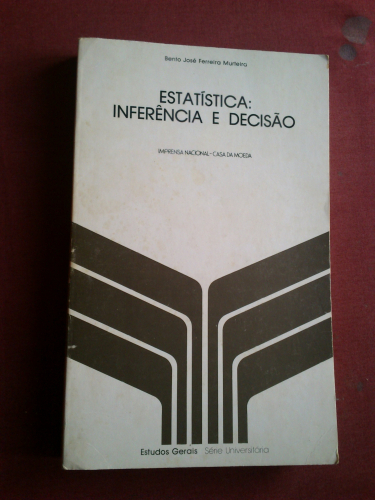 Bento José Ferreira Murteira
ESTATÍSTICA:
INFERÊNCIA E DECISÃO
IMPRENSA NACIONAL - CASA DA MOEDA
Estudos Gerais Série Universitária